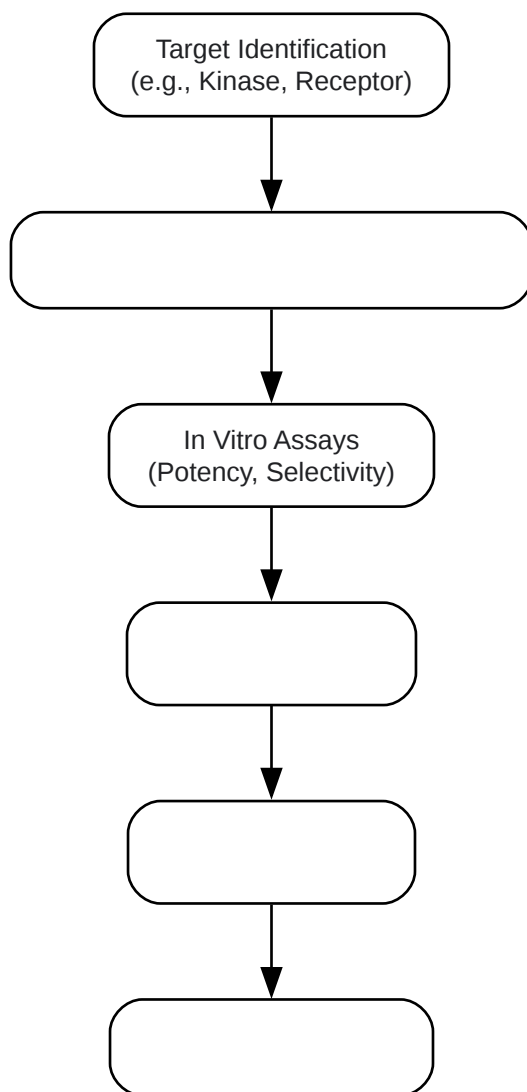 Target Identification
(e.g., Kinase, Receptor)
In Vitro Assays
(Potency, Selectivity)